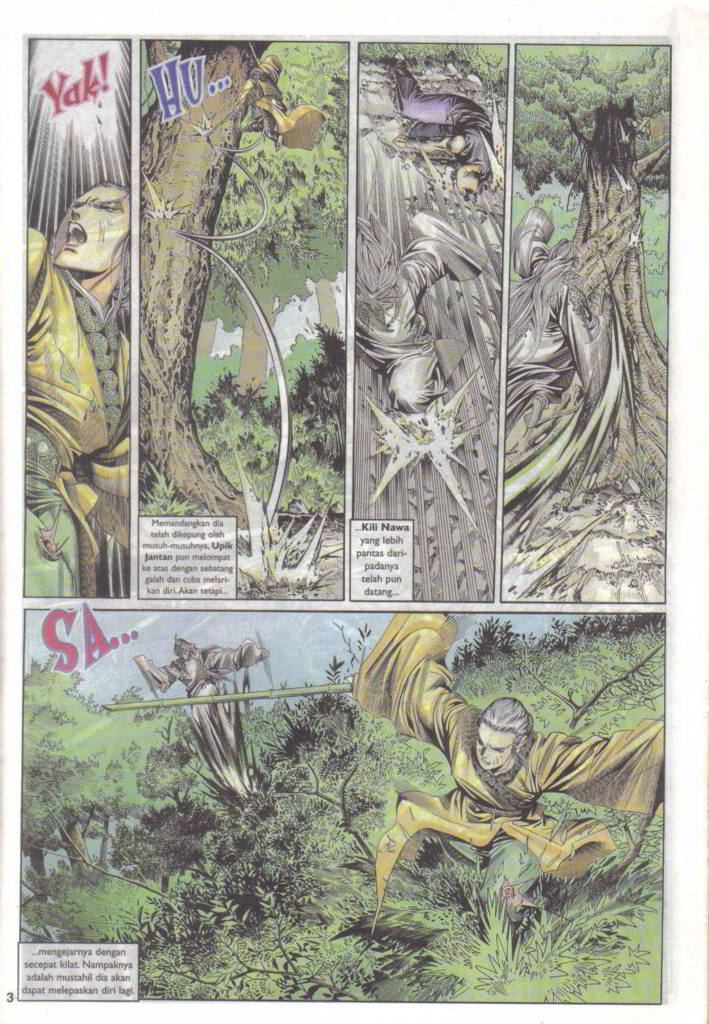 Yak!
HU...
Memandangkan dia
telah dikepung oleh
musuh-musuhnya, Upik
Jantan pun melompat
ke atas dengan sebatang
galah dan cuba melari-
kan diri. Akan tetapi...
...Kili Nawa
yang lebih
pantas dari-
padanya
telah pun
datang...
SA...
...mengejarnya dengan
secepat kilat. Nampaknya
adalah mustahil dia akan
dapat melepaskan diri lagi.
3